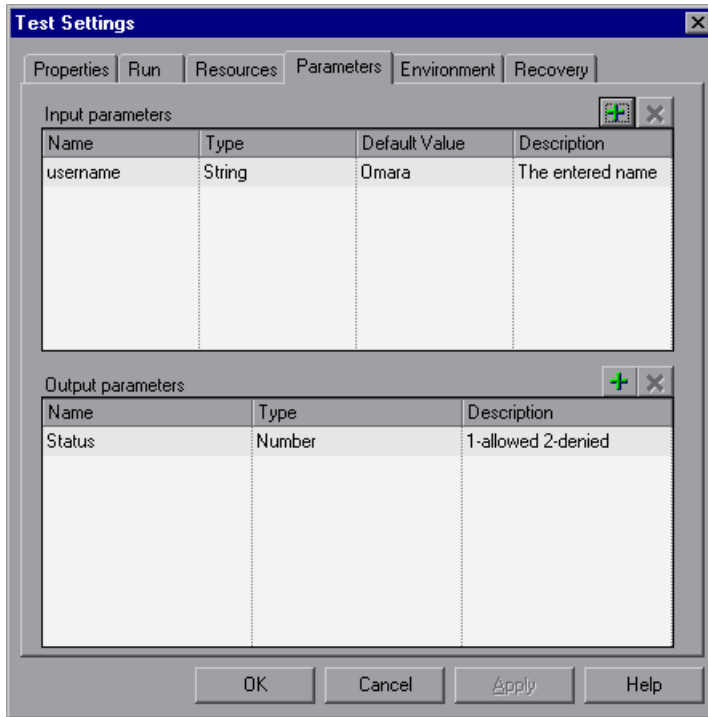 Test Settings
Properties Run Resources Parameters Environment Recovery
Input parameters
Name Type Default Value Description
username String Omara The entered name
Output parameters
Name Type Description
Status Number 1-allowed 2-denied
OK Cancel Apply Help